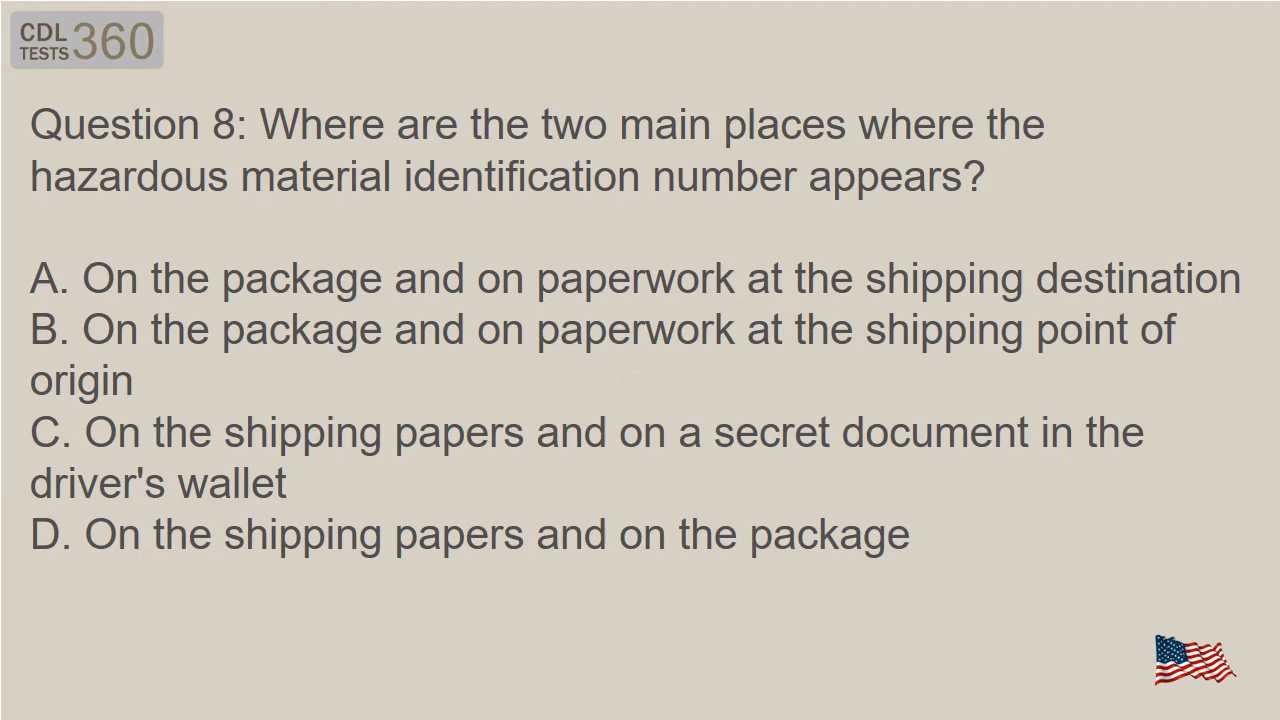 CDL
TESTS 360
Question 8: Where are the two main places where the
hazardous material identification number appears?
A. On the package and on paperwork at the shipping destination
B. On the package and on paperwork at the shipping point of
origin
C. On the shipping papers and on a secret document in the
driver's wallet
D. On the shipping papers and on the package